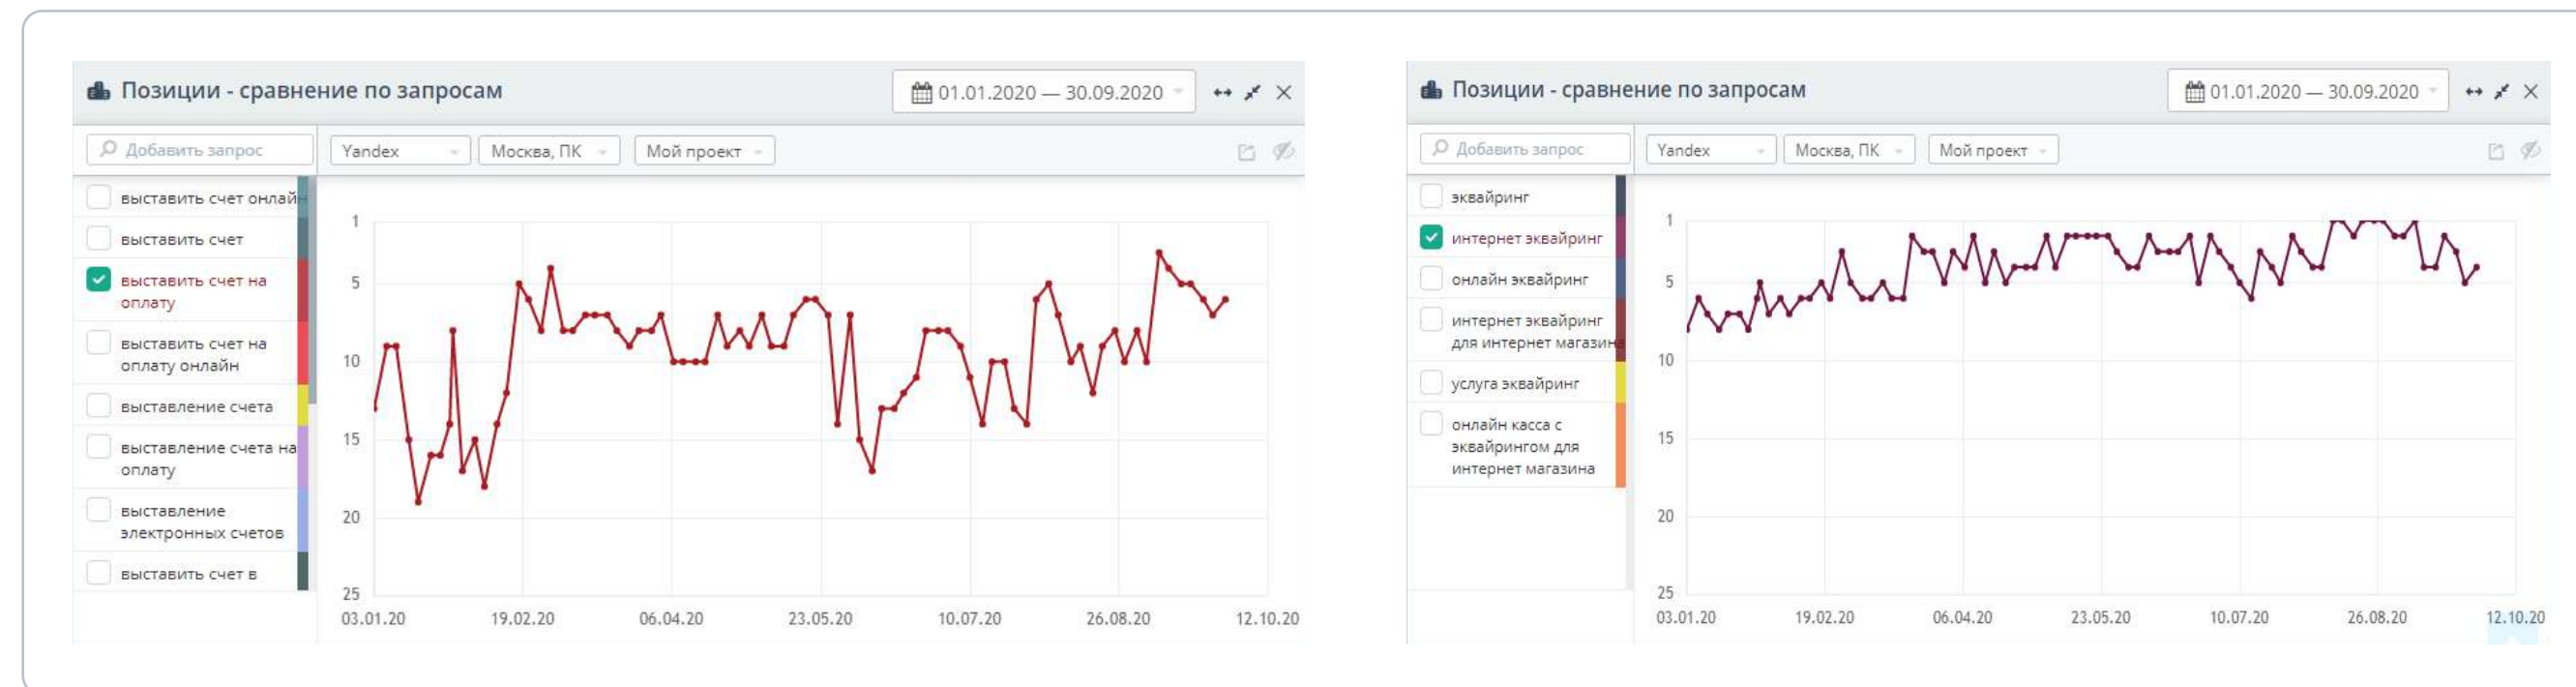 Позиции - сравнение по запросам
01.01.2020 — 30.09.2020
Добавить запрос
Yandex
Москва, ПК
Мой проект
выставить счет онлайн
выставить счет
выставить счет на
оплату
выставить счет на
оплату онлайн
выставление счета
выставление счета на
оплату
выставление
электронных счетов
выставить счет в
1
5
10
15
20
25
03.01.20
19.02.20
06.04.20
23.05.20
10.07.20
26.08.20
12.10.20
Позиции - сравнение по запросам
01.01.2020 — 30.09.2020
Добавить запрос
Yandex
Москва, ПК
Мой проект
эквайринг
интернет эквайринг
онлайн эквайринг
интернет эквайринг
для интернет магазина
услуга эквайринг
онлайн касса с
эквайрингом для
интернет магазина
1
5
10
15
20
25
03.01.20
19.02.20
06.04.20
23.05.20
10.07.20
26.08.20
12.10.20